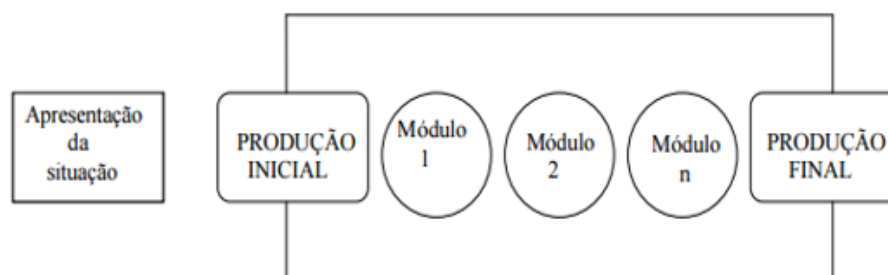 Apresentação
da
situação
PRODUÇÃO
INICIAL
Módulo
1
Módulo
2
Módulo
n
PRODUÇÃO
FINAL